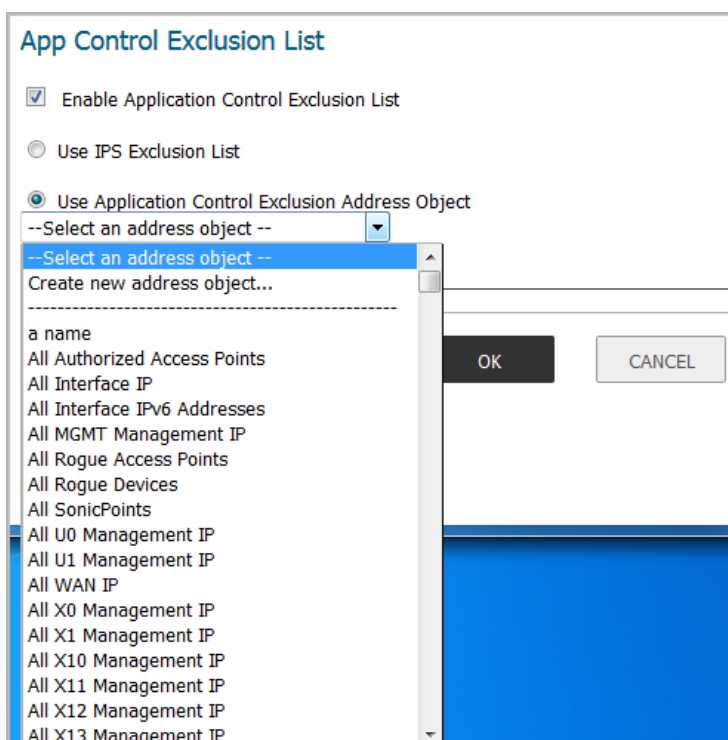 App Control Exclusion List
Enable Application Control Exclusion List
Use IPS Exclusion List
Use Application Control Exclusion Address Object
--Select an address object --
--Select an address object --
Create new address object...
--------------------------------------------------
a name
All Authorized Access Points
All Interface IP
All Interface IPv6 Addresses
All MGMT Management IP
All Rogue Access Points
All Rogue Devices
All SonicPoints
All U0 Management IP
All U1 Management IP
All WAN IP
All X0 Management IP
All X1 Management IP
All X10 Management IP
All X11 Management IP
All X12 Management IP
All X13 Management IP
OK
CANCEL